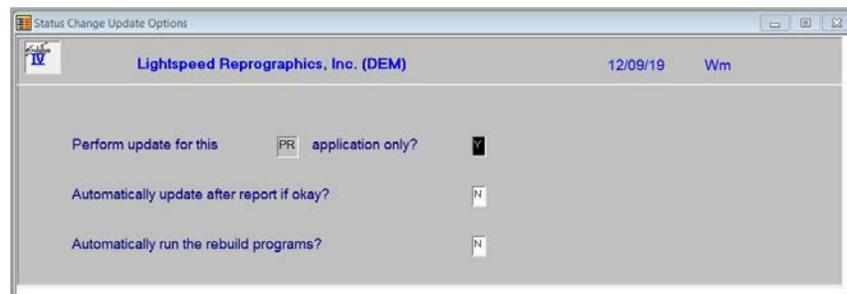 Status Change Update Options
IV
Lightspeed Reprographics, Inc. (DEM) 12/09/19 Wm
Perform update for this PR application only? Y
Automatically update after report if okay? N
Automatically run the rebuild programs? N